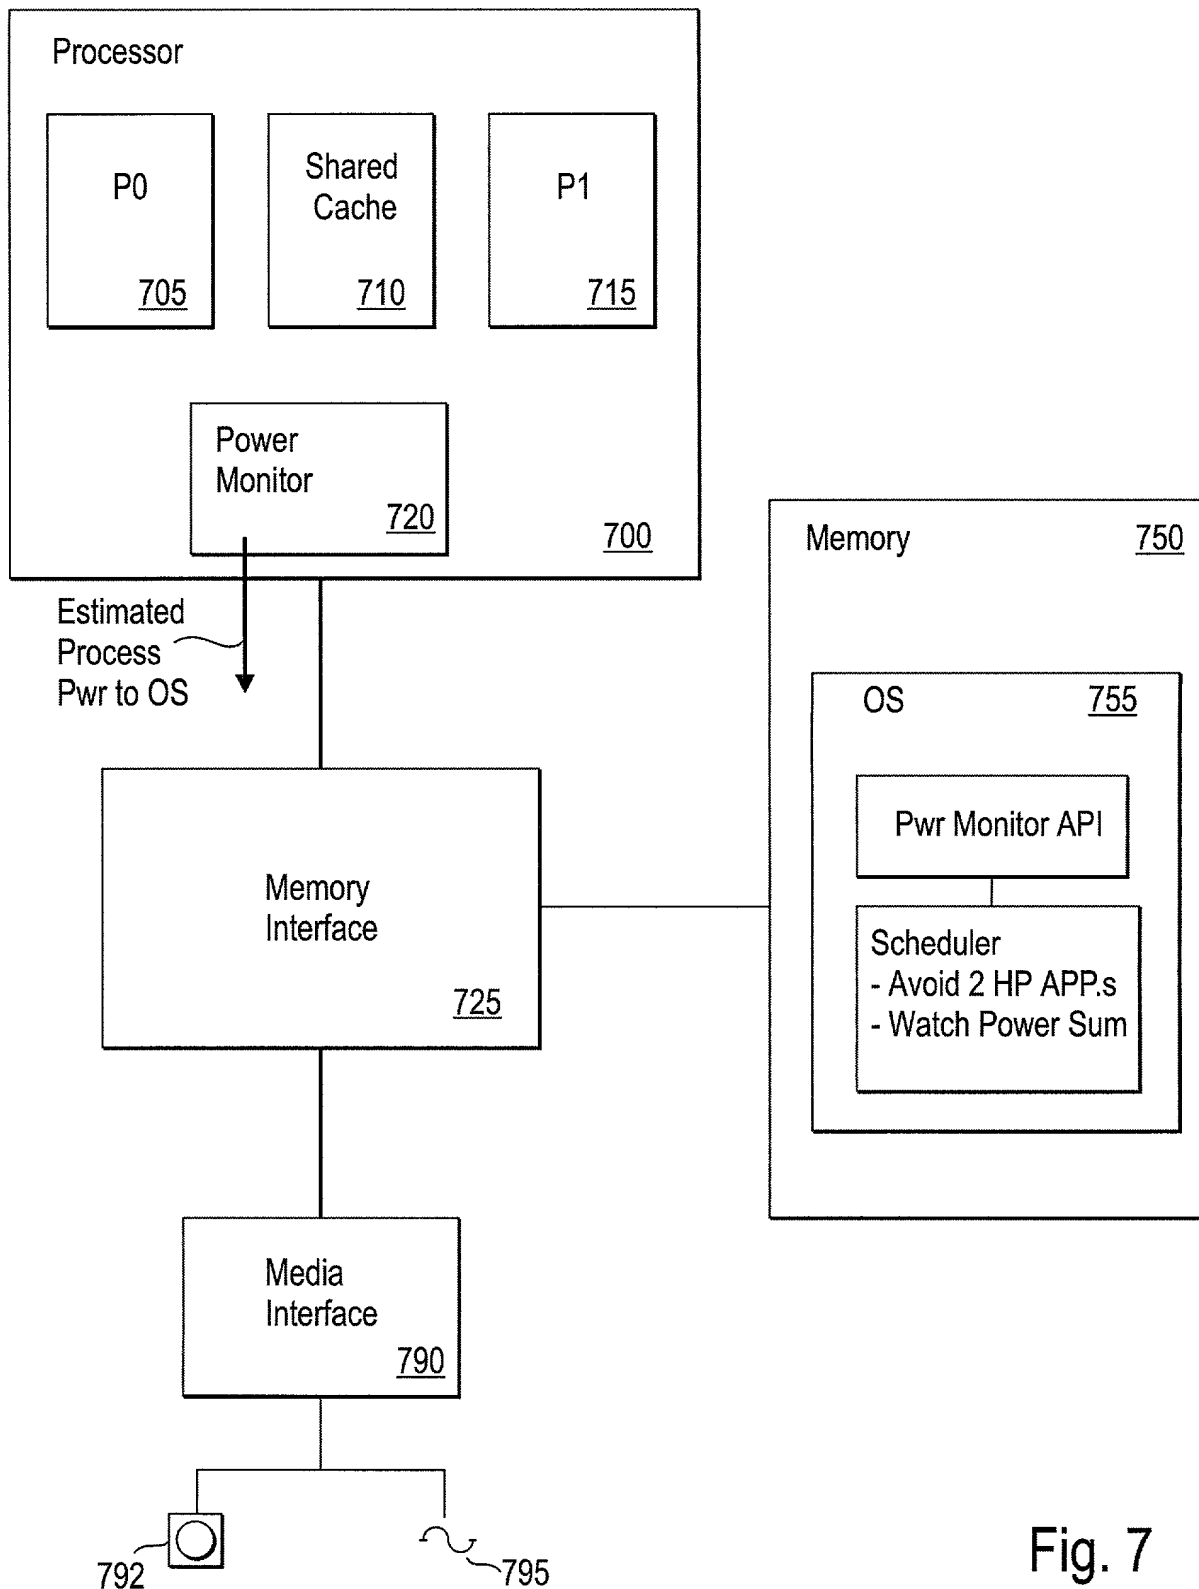 Processor
P0
705
Shared
Cache
710
P1
715
Power
Monitor
720
700
Estimated
Process
Pwr to OS
Memory
750
OS
755
Pwr Monitor API
Scheduler
- Avoid 2 HP APP.s
- Watch Power Sum
Memory
Interface
725
Media
Interface
790
792
795
Fig. 7